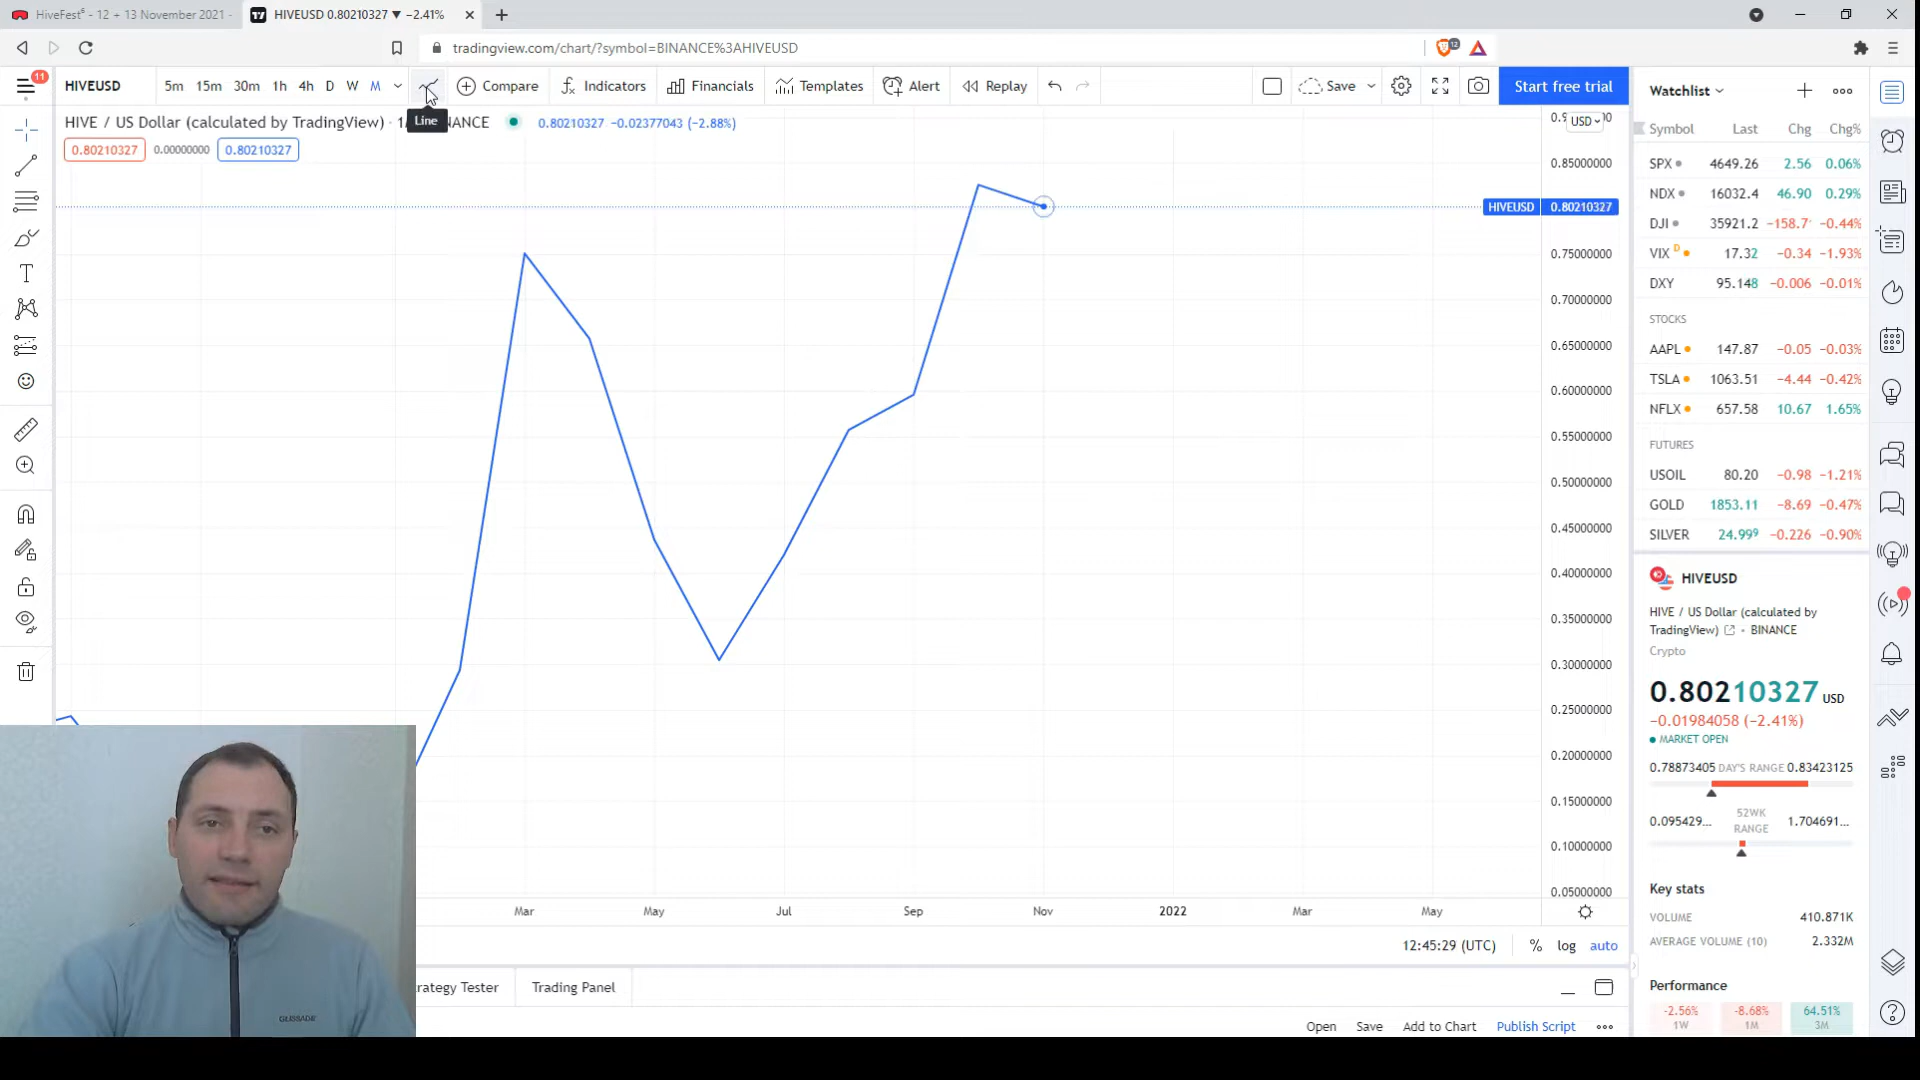 HiveFest⁶ - 12 + 13 November 2021 -
HIVEUSD 0.80210327 ▼ −2.41%
tradingview.com/chart/?symbol=BINANCE%3AHIVEUSD
12
11
HIVEUSD
5m 15m 30m 1h 4h D W M
Compare
Indicators
Financials
Templates
Alert
Replay
Save
Start free trial
Line
HIVE / US Dollar (calculated by TradingView)
0.80210327 −0.02377043 (−2.88%)
0.80210327 0.00000000 0.80210327
USD
0.85000000
HIVEUSD 0.80210327
0.75000000
0.70000000
0.65000000
0.60000000
0.55000000
0.50000000
0.45000000
0.40000000
0.35000000
0.30000000
0.25000000
0.20000000
0.15000000
0.10000000
0.05000000
Mar May Jul Sep Nov 2022 Mar May
12:45:29 (UTC) % log auto
Trading Panel
Open Save Add to Chart Publish Script
GLISSADE
Watchlist
Symbol Last Chg Chg%
SPX 4649.26 2.56 0.06%
NDX 16032.4 46.90 0.29%
DJI 35921.2 −158.7 −0.44%
VIX D 17.32 −0.34 −1.93%
DXY 95.148 −0.006 −0.01%
STOCKS
AAPL 147.87 −0.05 −0.03%
TSLA 1063.51 −4.44 −0.42%
NFLX 657.58 10.67 1.65%
FUTURES
USOIL 80.20 −0.98 −1.21%
GOLD 1853.11 −8.69 −0.47%
SILVER 24.999 −0.226 −0.90%
HIVEUSD
HIVE / US Dollar (calculated by
TradingView) • BINANCE
Crypto
0.80210327 USD
−0.01984058 (−2.41%)
MARKET OPEN
0.78873405 DAY'S RANGE 0.83423125
0.095429... 52WK RANGE 1.704691...
Key stats
VOLUME 410.871K
AVERAGE VOLUME (10) 2.332M
Performance
-2.56% -8.68% 64.51%
1W 1M 3M